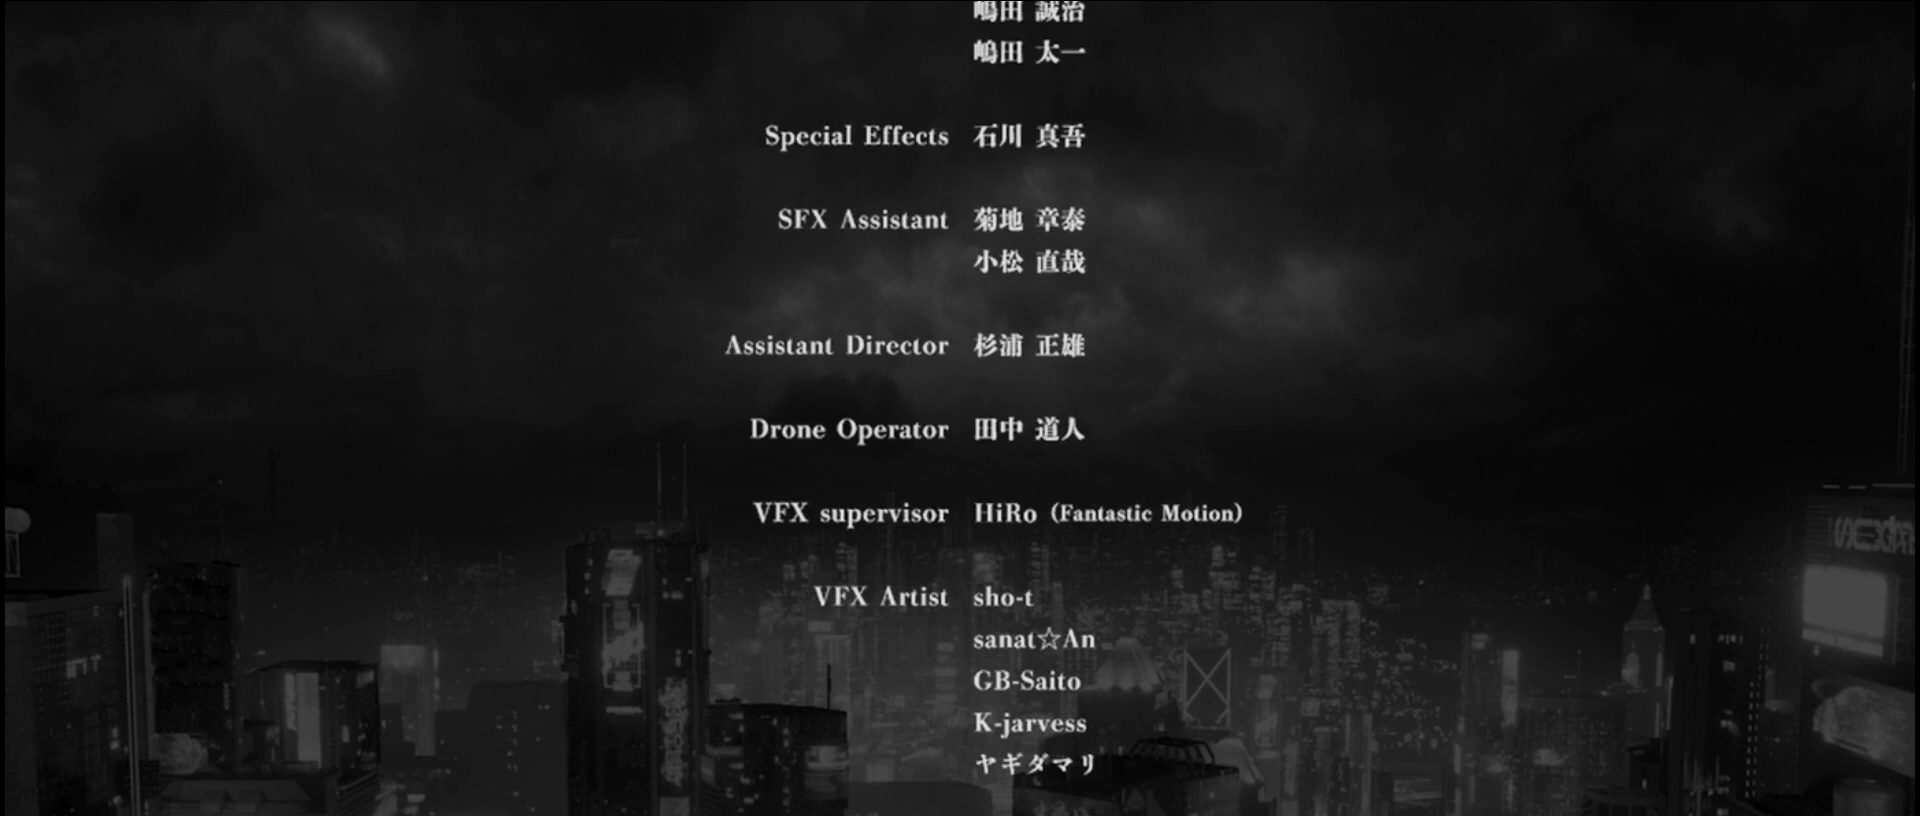 嶋田 誠治
嶋田 太一
Special Effects 石川 真吾
SFX Assistant 菊地 章泰
小松 直哉
Assistant Director 杉浦 正雄
Drone Operator 田中 道人
VFX supervisor HiRo (Fantastic Motion)
VFX Artist sho-t
sanat☆An
GB-Saito
K-jarvess
ヤギダマリ